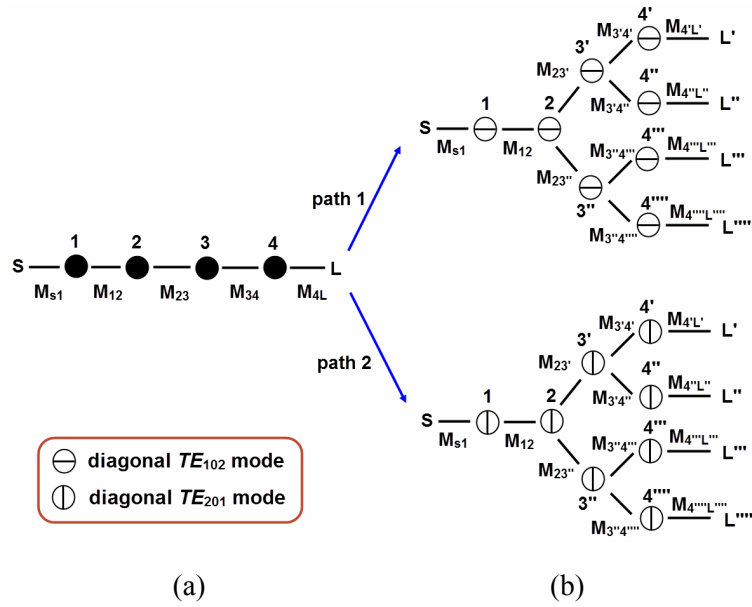 4'
M3'4'
M4'L'
L'
3'
M23'
4''
M4''L''
M3'4''
L''
1
2
S
Ms1
M12
4'''
M4'''L'''
M3''4'''
L'''
M23''
3''
4''''
M4''''L''''
M3''4''''
L''''
path 1
1
2
3
4
S
L
Ms1
M12
M23
M34
M4L
path 2
4'
M3'4'
M4'L'
L'
3'
M23'
4''
M4''L''
M3'4''
L''
1
2
S
Ms1
M12
4'''
M4'''L'''
M3''4'''
L'''
M23''
3''
4''''
M4''''L''''
M3''4''''
L''''
diagonal TE102 mode
diagonal TE201 mode
(a)
(b)